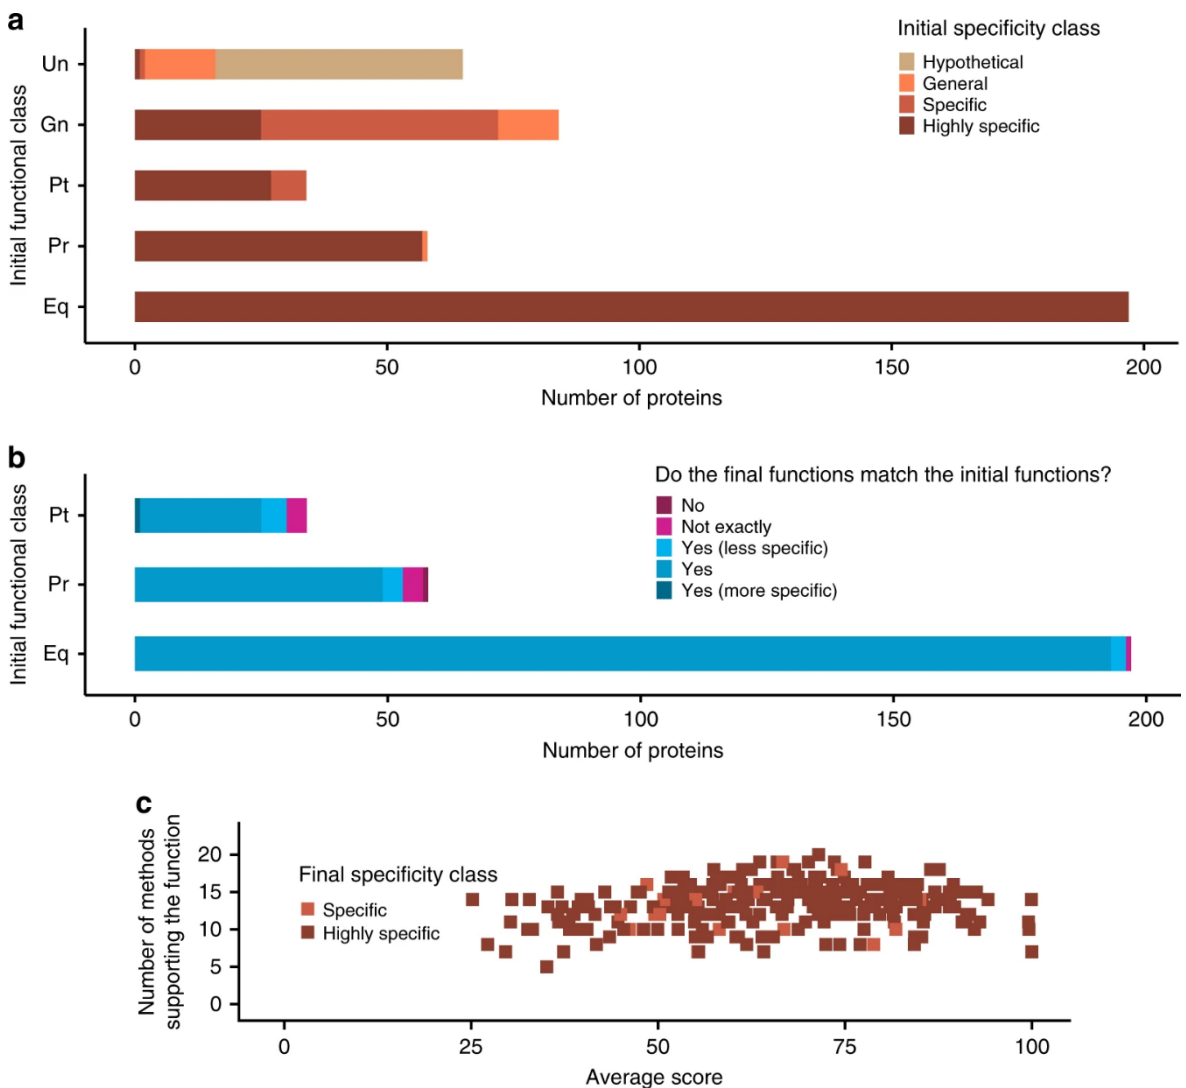 a
Initial specificity class
Hypothetical
General
Specific
Highly specific
Initial functional class
Un
Gn
Pt
Pr
Eq
0 50 100 150 200
Number of proteins
b
Do the final functions match the initial functions?
No
Not exactly
Yes (less specific)
Yes
Yes (more specific)
Initial functional class
Pt
Pr
Eq
0 50 100 150 200
Number of proteins
c
Number of methods
supporting the function
Final specificity class
Specific
Highly specific
20
15
10
5
0
0 25 50 75 100
Average score